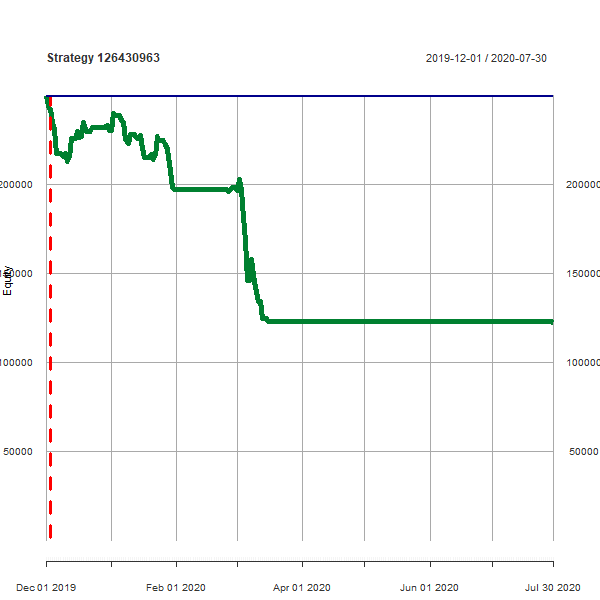 Strategy 126430963
2019-12-01 / 2020-07-30
200000
200000
150000
150000
Equity
100000
100000
50000
50000
Dec 01 2019
Feb 01 2020
Apr 01 2020
Jun 01 2020
Jul 30 2020